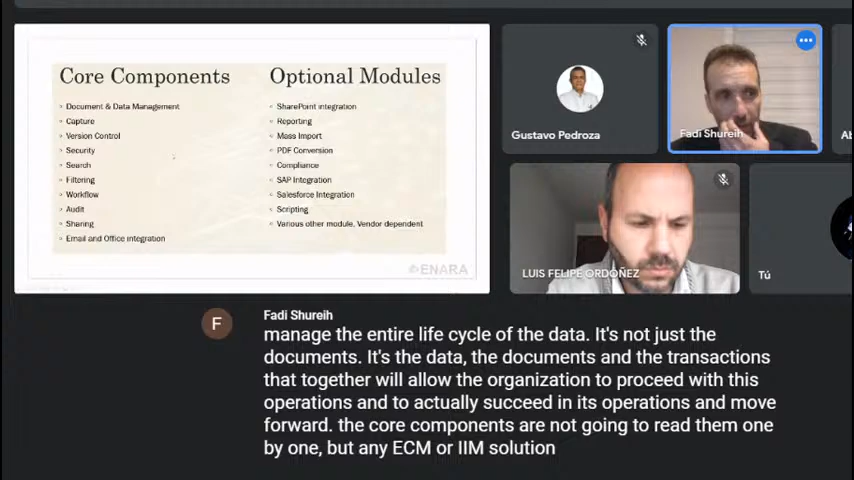 Core Components
Document & Data Management
Capture
Version Control
Security
Search
Filtering
Workflow
Audit
Sharing
Email and Office integration
Optional Modules
SharePoint integration
Reporting
Mass Import
PDF Conversion
Compliance
SAP Integration
Salesforce Integration
Scripting
Various other module, Vendor dependent
ENARA
Gustavo Pedroza
Fadi Shureih
Ab
LUIS FELIPE ORDÓÑEZ
Tú
F
Fadi Shureih
manage the entire life cycle of the data. It's not just the
documents. It's the data, the documents and the transactions
that together will allow the organization to proceed with this
operations and to actually succeed in its operations and move
forward. the core components are not going to read them one
by one, but any ECM or IIM solution